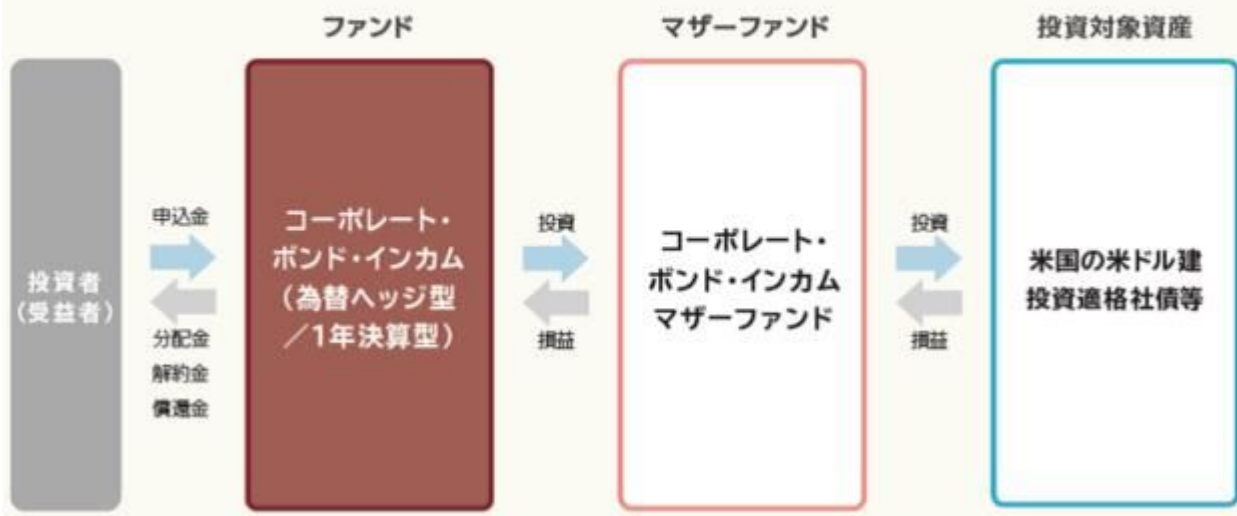 ファンド
マザーファンド
投資対象資産
投資者
(受益者)
申込金
分配金
解約金
償還金
コーポレート・
ボンド・インカム
(為替ヘッジ型
/1年決算型)
投資
損益
コーポレート・
ボンド・インカム
マザーファンド
投資
損益
米国の米ドル建
投資適格社債等